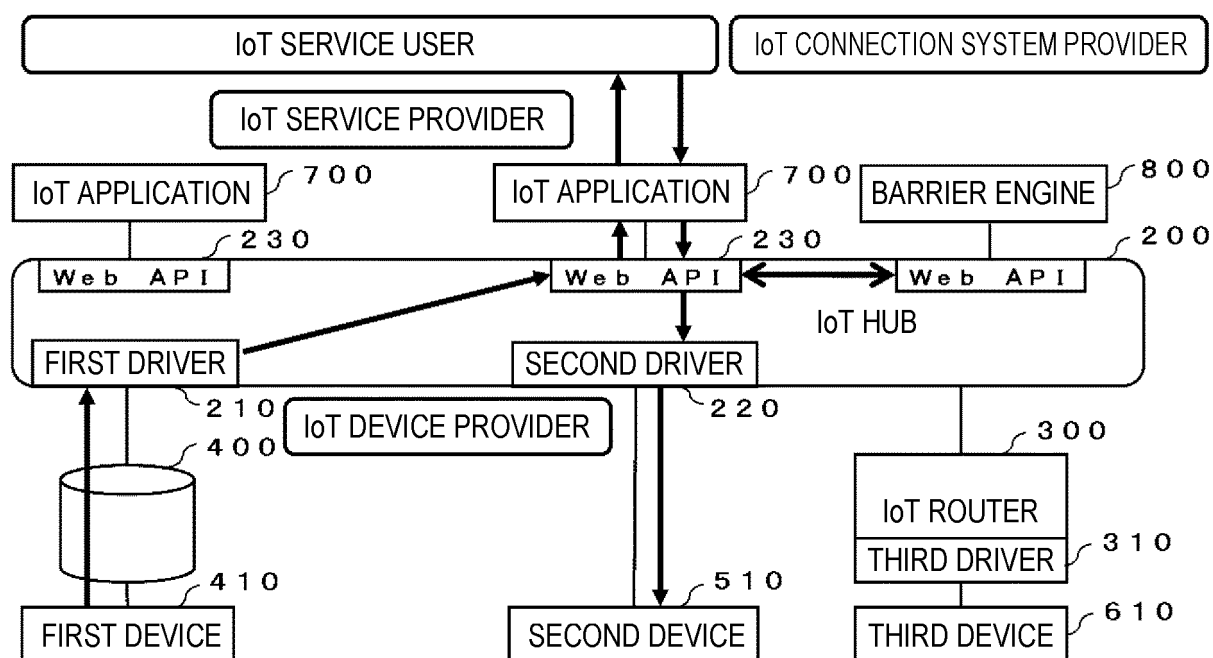 IoT SERVICE USER
IoT CONNECTION SYSTEM PROVIDER
IoT SERVICE PROVIDER
IoT APPLICATION
700
IoT APPLICATION
700
BARRIER ENGINE
800
230
230
200
Web API
Web API
Web API
IoT HUB
FIRST DRIVER
SECOND DRIVER
210
IoT DEVICE PROVIDER
220
400
300
IoT ROUTER
THIRD DRIVER
310
410
510
610
FIRST DEVICE
SECOND DEVICE
THIRD DEVICE